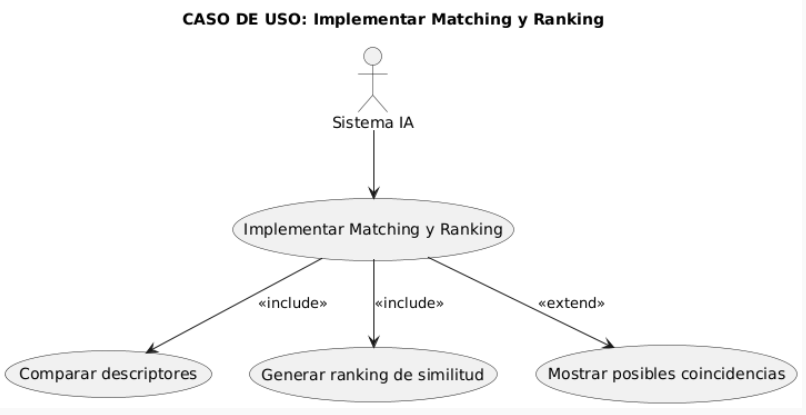 CASO DE USO: Implementar Matching y Ranking
Sistema IA
Implementar Matching y Ranking
«include»
«include»
«extend»
Comparar descriptores
Generar ranking de similitud
Mostrar posibles coincidencias